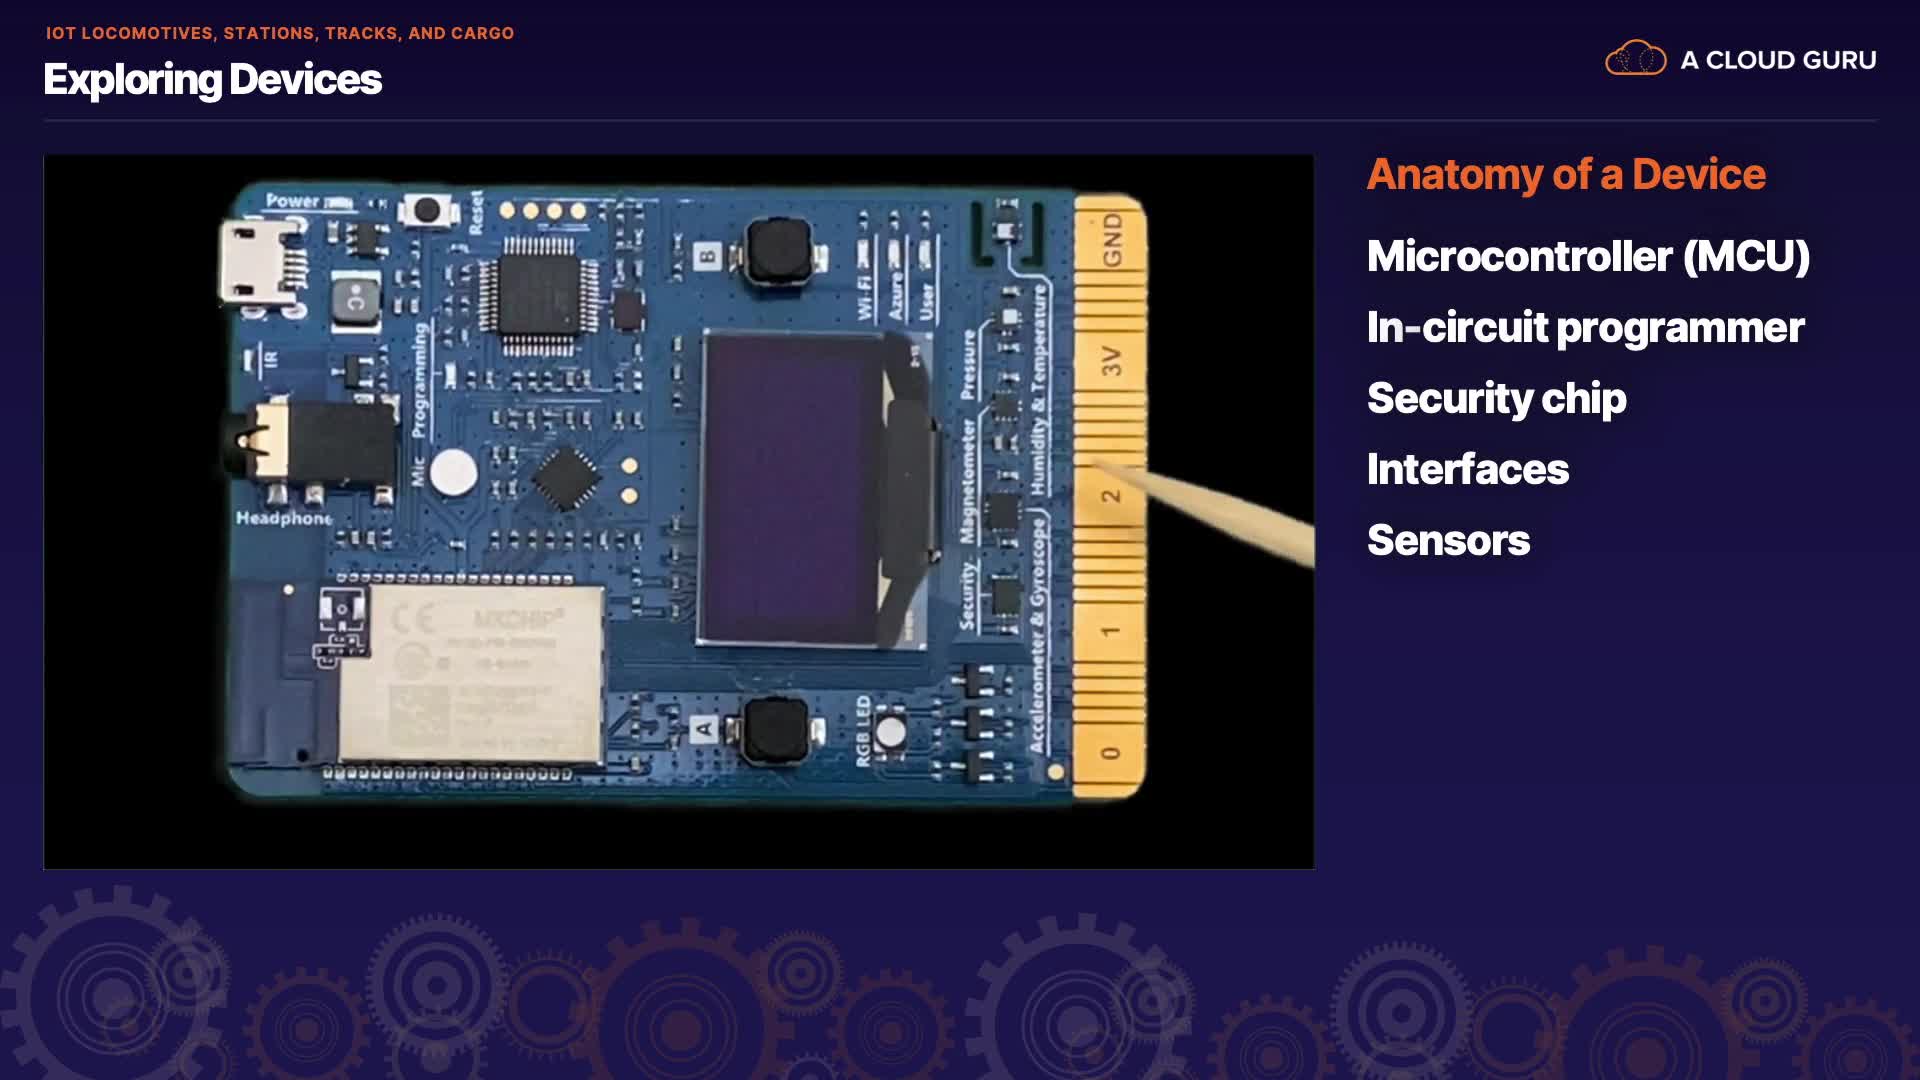 IOT LOCOMOTIVES, STATIONS, TRACKS, AND CARGO
Exploring Devices
A CLOUD GURU
Anatomy of a Device
Microcontroller (MCU)
In-circuit programmer
Security chip
Interfaces
Sensors
Power
Reset
B
Wi-Fi
Azure
User
GND
IR
Programming
Pressure
Humidity & Temperature
3V
Mic
Magnetometer
2
Headphone
Security
Accelerometer & Gyroscope
CE
MXCHIP
1
A
RGB LED
0